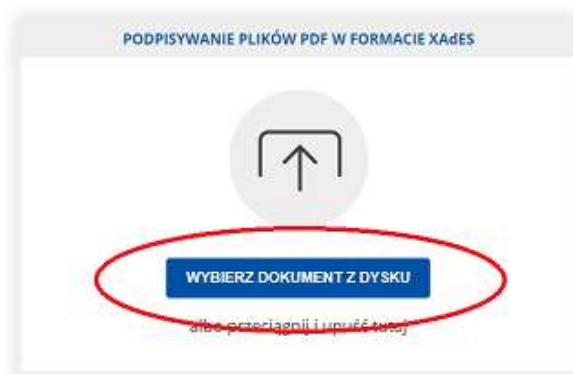 PODPISYWANIE PLIKÓW PDF W FORMACIE XAdES
WYBIERZ DOKUMENT Z DYSKU
albo przeciągnij i upuść tutaj